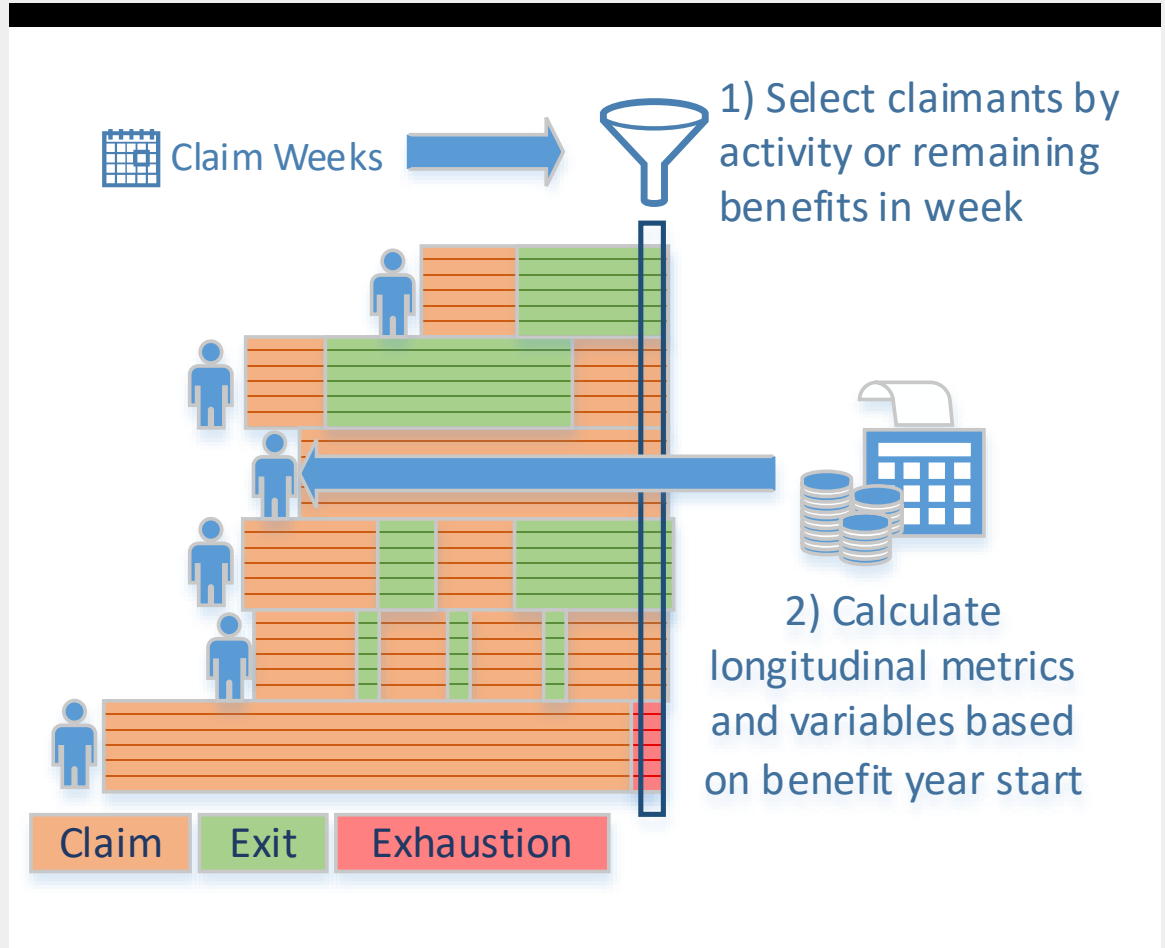 Claim Weeks
1) Select claimants by
activity or remaining
benefits in week
2) Calculate
longitudinal metrics
and variables based
on benefit year start
Claim
Exit
Exhaustion